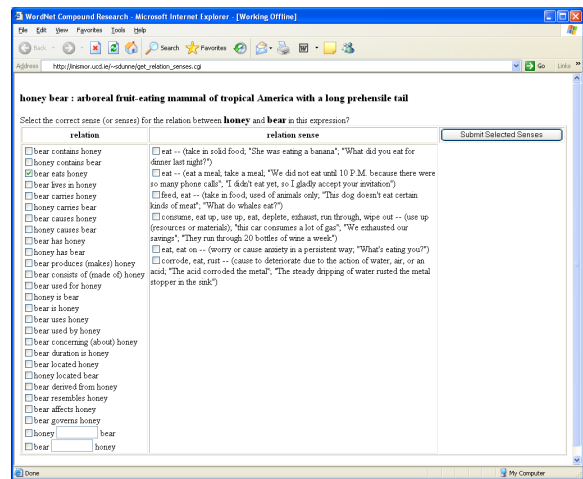 WordNet Compound Research - Microsoft Internet Explorer - [Working Offline]
File Edit View Favorites Tools Help
Back Search Favorites
Address http://inismor.ucd.ie/~sdunne/get_relation_senses.cgi Go Links
honey bear : arboreal fruit-eating mammal of tropical America with a long prehensile tail
Select the correct sense (or senses) for the relation between honey and bear in this expression?
relation
bear contains honey
honey contains bear
bear eats honey
bear lives in honey
bear carries honey
honey carries bear
bear causes honey
honey causes bear
bear has honey
honey has bear
bear produces (makes) honey
bear consists of (made of) honey
bear used for honey
honey is bear
bear is honey
bear uses honey
bear used by honey
bear concerning (about) honey
bear duration is honey
bear located honey
honey located bear
bear derived from honey
bear resembles honey
bear affects honey
bear governs honey
honey bear
bear honey
relation sense
eat -- (take in solid food; "She was eating a banana"; "What did you eat for
dinner last night?")
eat -- (eat a meal, take a meal; "We did not eat until 10 P.M. because there were
so many phone calls"; "I didn't eat yet, so I gladly accept your invitation")
feed, eat -- (take in food, used of animals only; "This dog doesn't eat certain
kinds of meat"; "What do whales eat?")
consume, eat up, use up, eat, deplete, exhaust, run through, wipe out -- (use up
(resources or materials); "this car consumes a lot of gas"; "We exhausted our
savings"; "They run through 20 bottles of wine a week")
eat, eat on -- (worry or cause anxiety in a persistent way; "What's eating you?")
corrode, eat, rust -- (cause to deteriorate due to the action of water, air, or an
acid; "The acid corroded the metal"; "The steady dripping of water rusted the metal
stopper in the sink")
Submit Selected Senses
Done My Computer